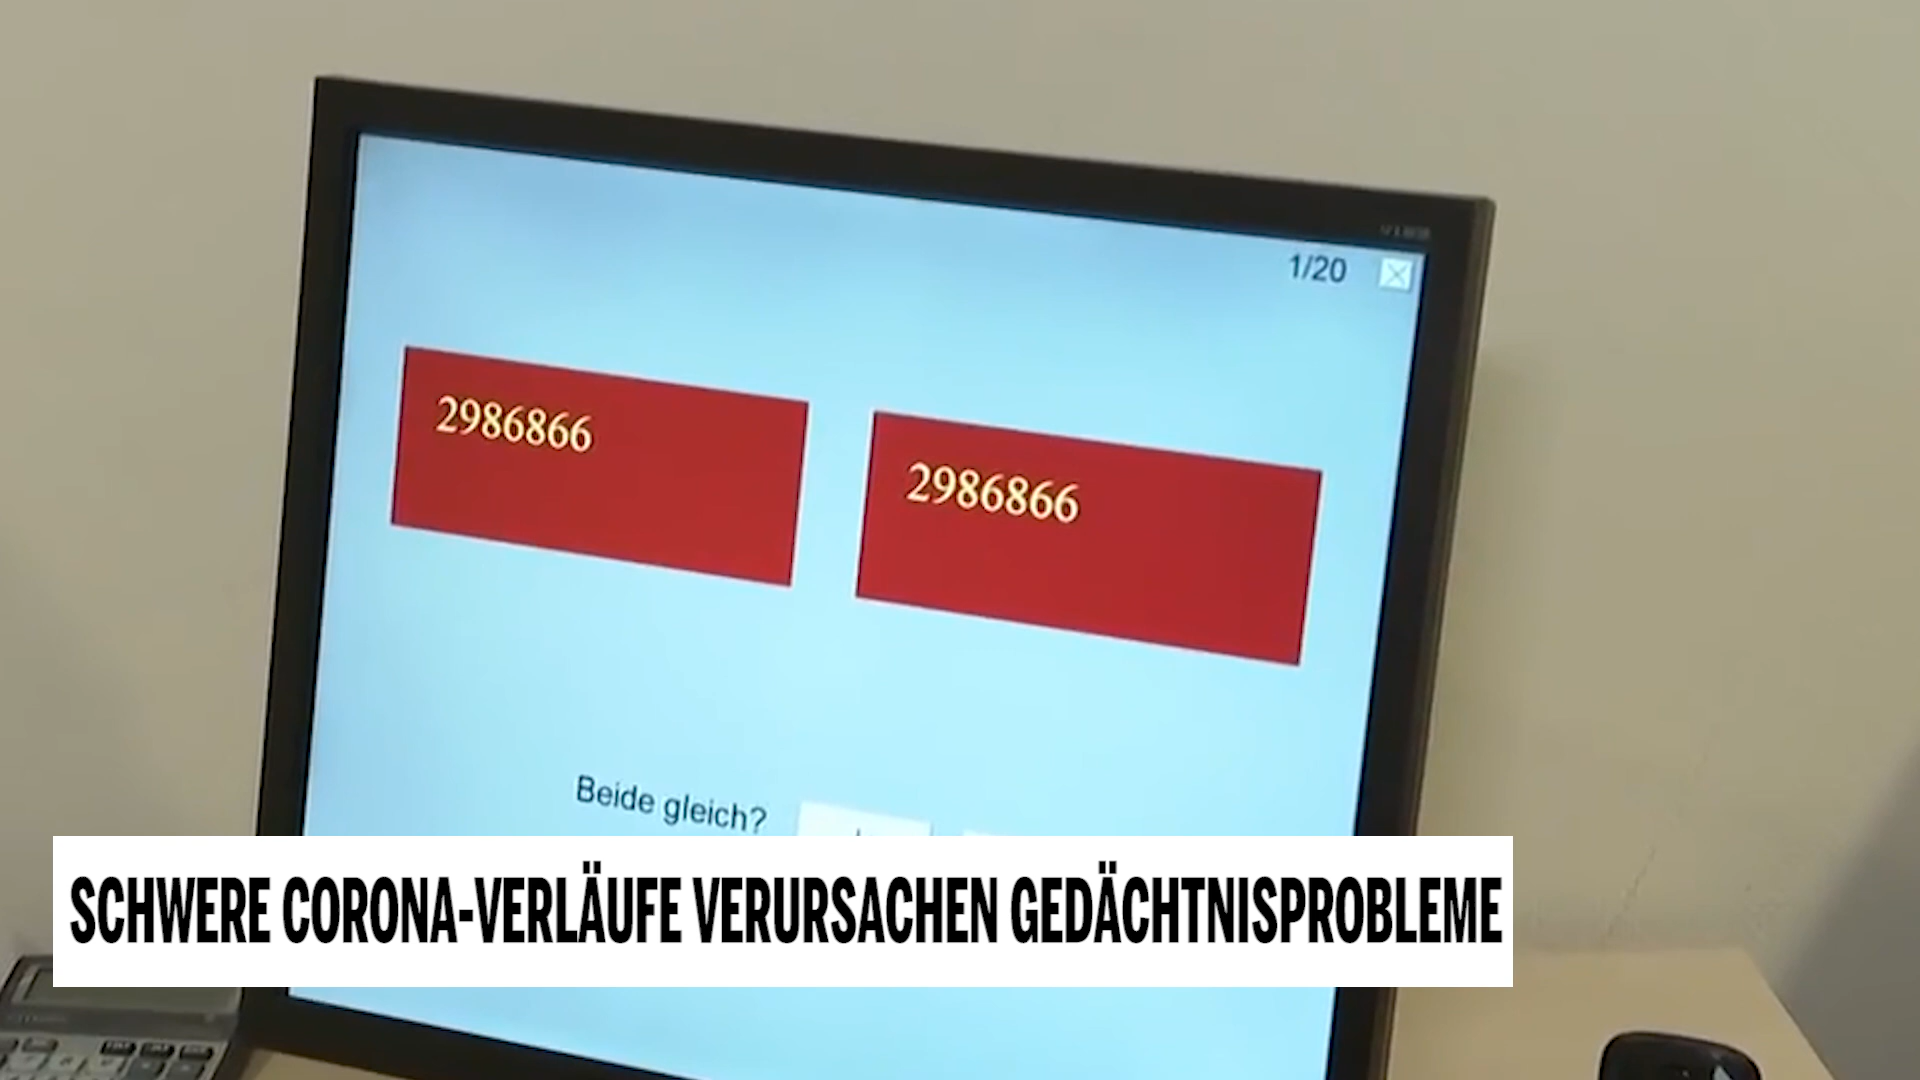 1/20
2986866
2986866
Beide gleich?
SCHWERE CORONA-VERLÄUFE VERURSACHEN GEDÄCHTNISPROBLEME